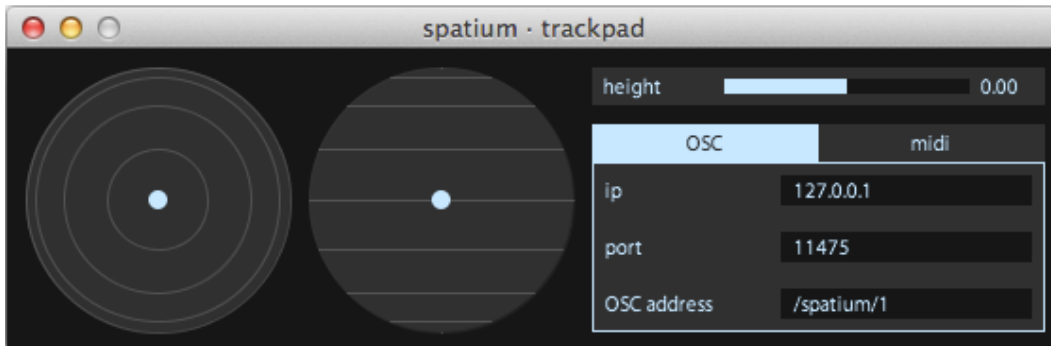 spatium · trackpad
height 0.00
OSC midi
ip 127.0.0.1
port 11475
OSC address /spatium/1